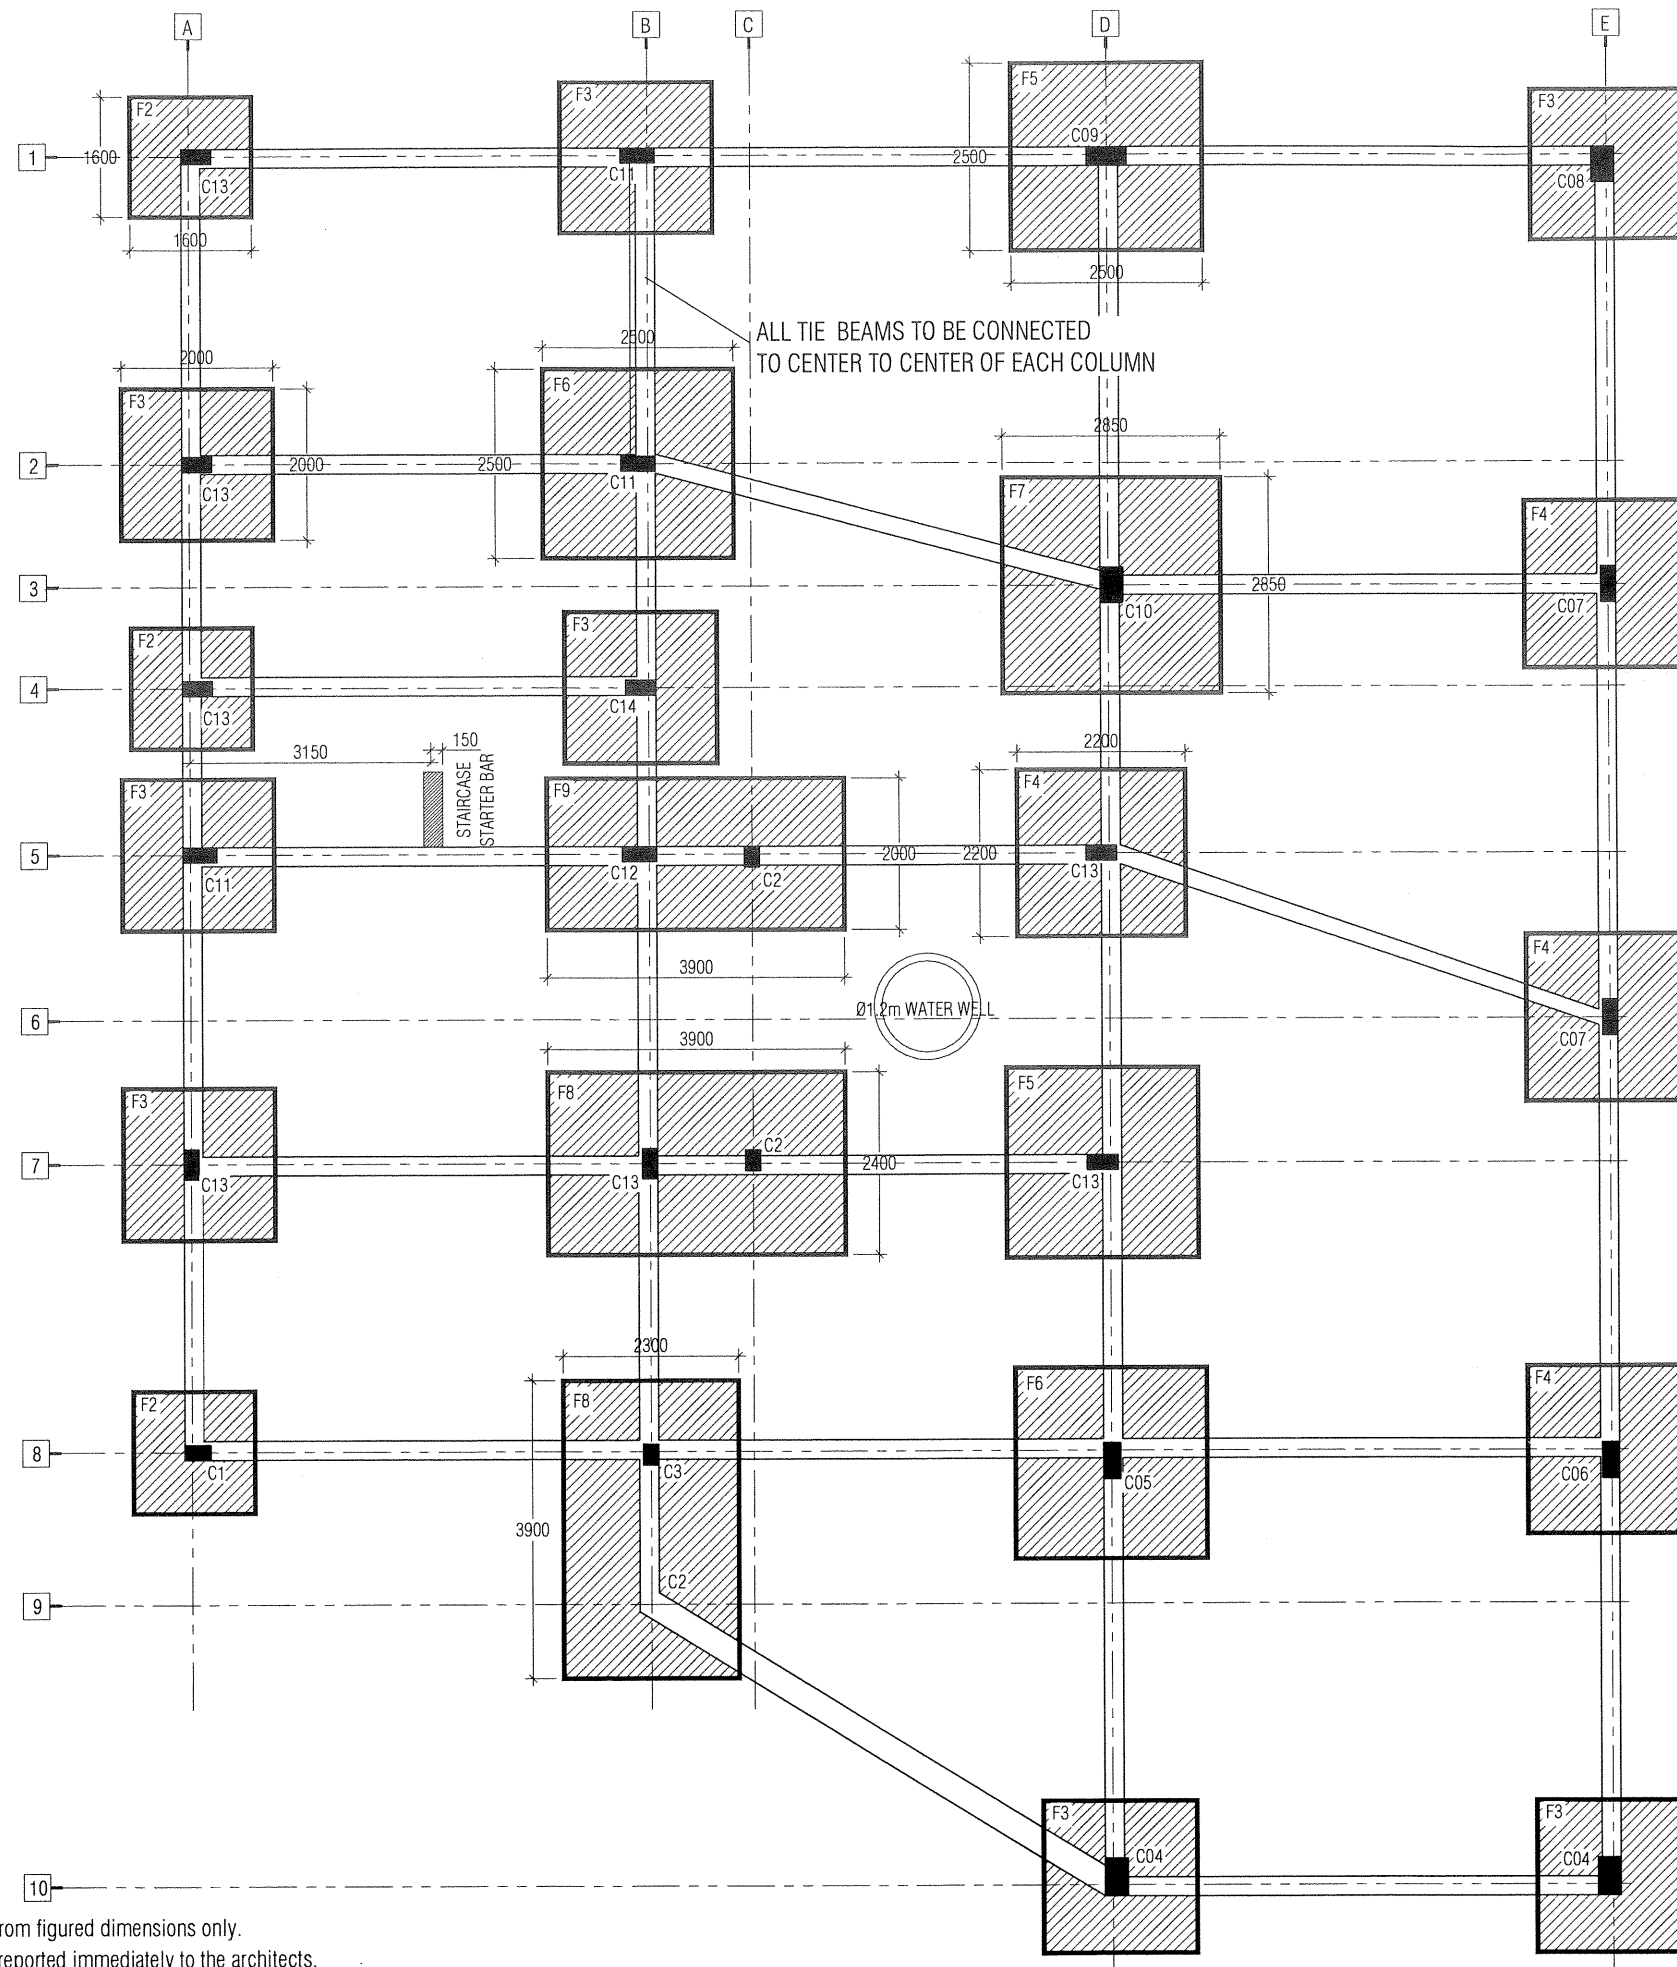 A
B
C
D
E
F2
F3
F5
F3
C09
1
1600
2500
C13
C11
C08
1600
2500
ALL TIE BEAMS TO BE CONNECTED
TO CENTER TO CENTER OF EACH COLUMN
2500
2000
F3
F6
2850
2
2000
2500
C13
C11
F7
F4
3
2850
C10
C07
F2
F3
4
C13
C14
3150
150
STAIRCASE
STARTER BAR
2200
F3
F9
F4
5
2000
2200
C11
C12
C2
C13
3900
F4
6
Ø1.2m WATER WELL
C07
3900
F3
F8
F5
C2
7
2400
C13
C13
C13
2300
F2
F8
F6
F4
8
C1
C3
C05
C06
3900
C2
9
F3
F3
C04
C04
10
rom figured dimensions only.
reported immediately to the architects.